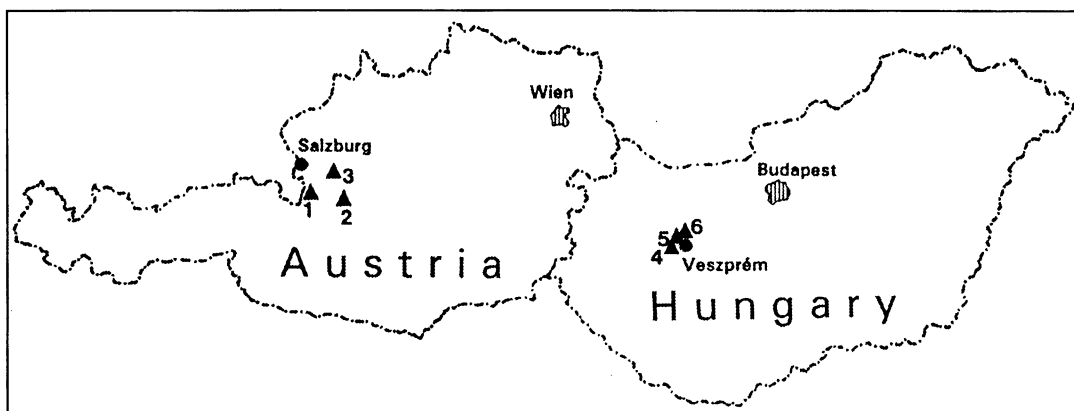 Wien
Salzburg
3
1
2
Austria
Budapest
6
5
4
Veszprém
Hungary